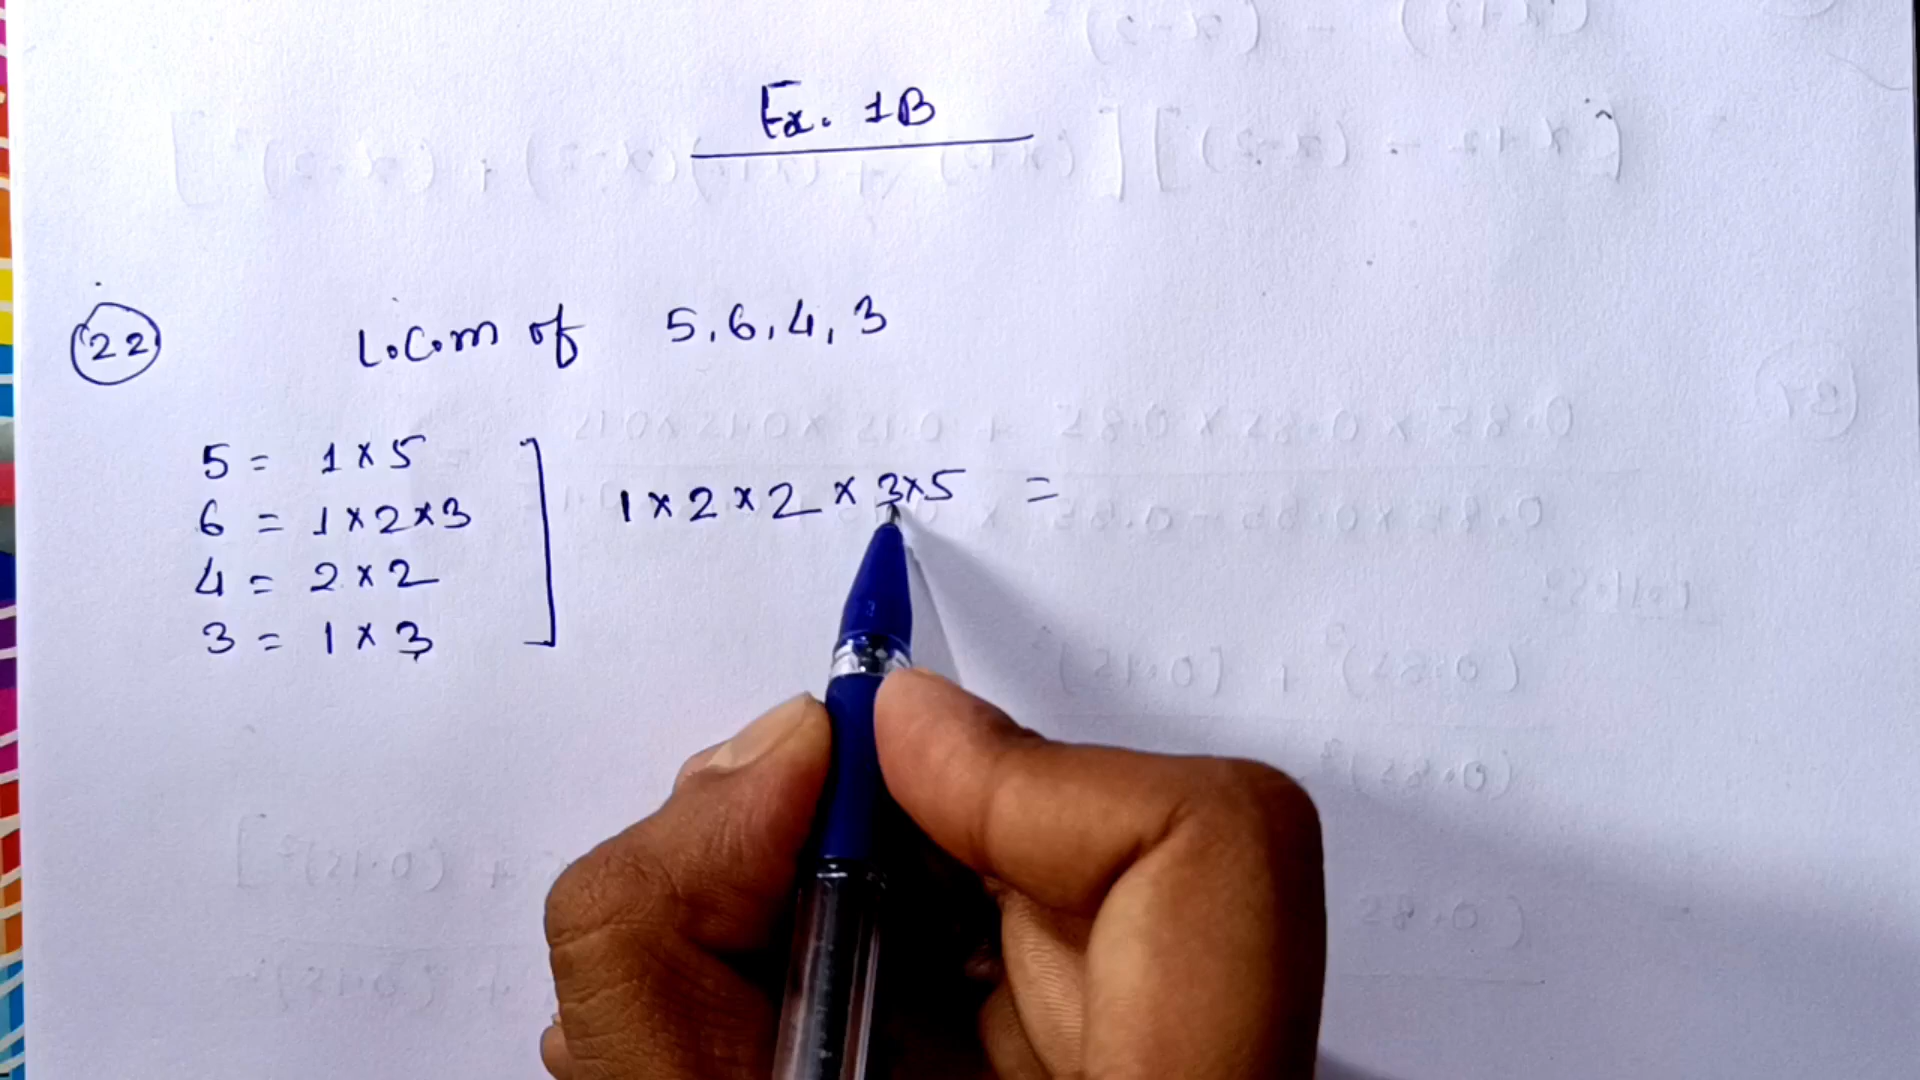 Ex. 1B
22
L.C.m of 5, 6, 4, 3
5 = 1 x 5
6 = 1 x 2 x 3
4 = 2 x 2
3 = 1 x 3
1 x 2 x 2 x 3 x 5 =